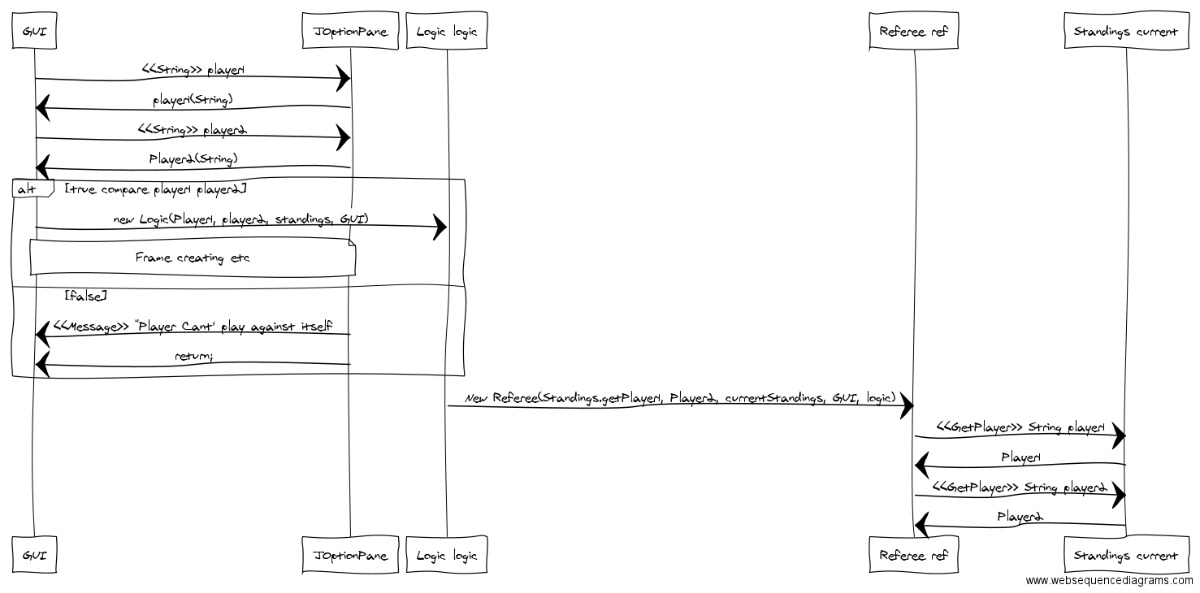 GUI JOptionPane Logic logic Referee ref Standings current
<<String>> player1
player1(String)
<<String>> player2
Player2(String)
alt [true compare player1 player2]
new Logic(Player1, player2, standings, GUI)
Frame creating etc
[false]
<<Message>> "Player Cant' play against itself
return;
New Referee(Standings.getPlayer1, Player2, currentStandings, GUI, logic)
<<GetPlayer>> String player1
Player1
<<GetPlayer>> String player2
Player2
GUI JOptionPane Logic logic Referee ref Standings current
www.websequencediagrams.com